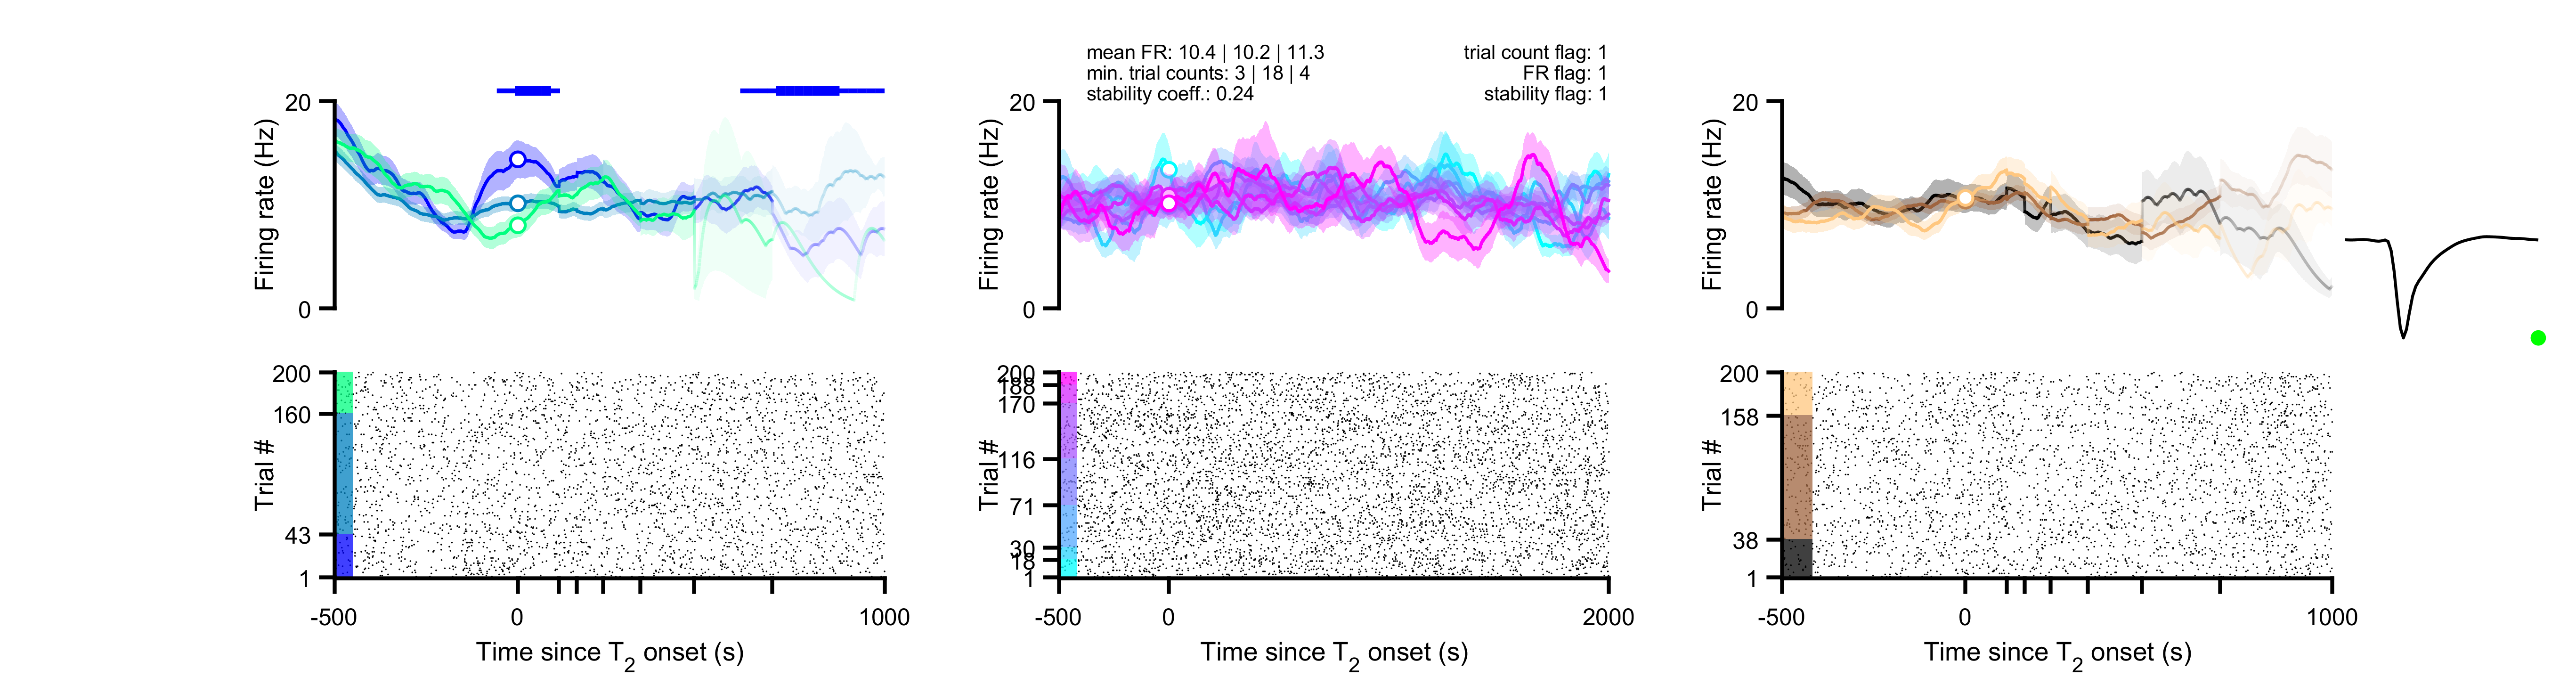 mean FR: 10.4 | 10.2 | 11.3
min. trial counts: 3 | 18 | 4
stability coeff.: 0.24
trial count flag: 1
FR flag: 1
stability flag: 1
20
Firing rate (Hz)
0
200
160
Trial #
43
1
-500
0
1000
Time since T2 onset (s)
20
Firing rate (Hz)
0
200
188
170
Trial #
116
71
30
18
1
-500
0
2000
Time since T2 onset (s)
20
Firing rate (Hz)
0
200
158
Trial #
38
1
-500
0
1000
Time since T2 onset (s)